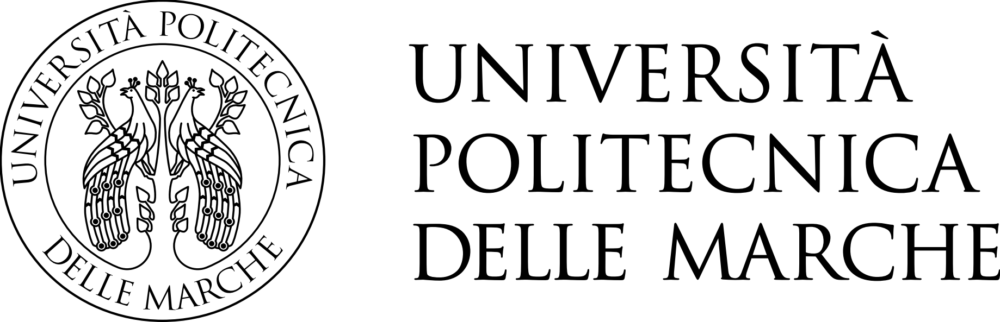 UNIVERSITÀ POLITECNICA
DELLE MARCHE
UNIVERSITÀ
POLITECNICA
DELLE MARCHE